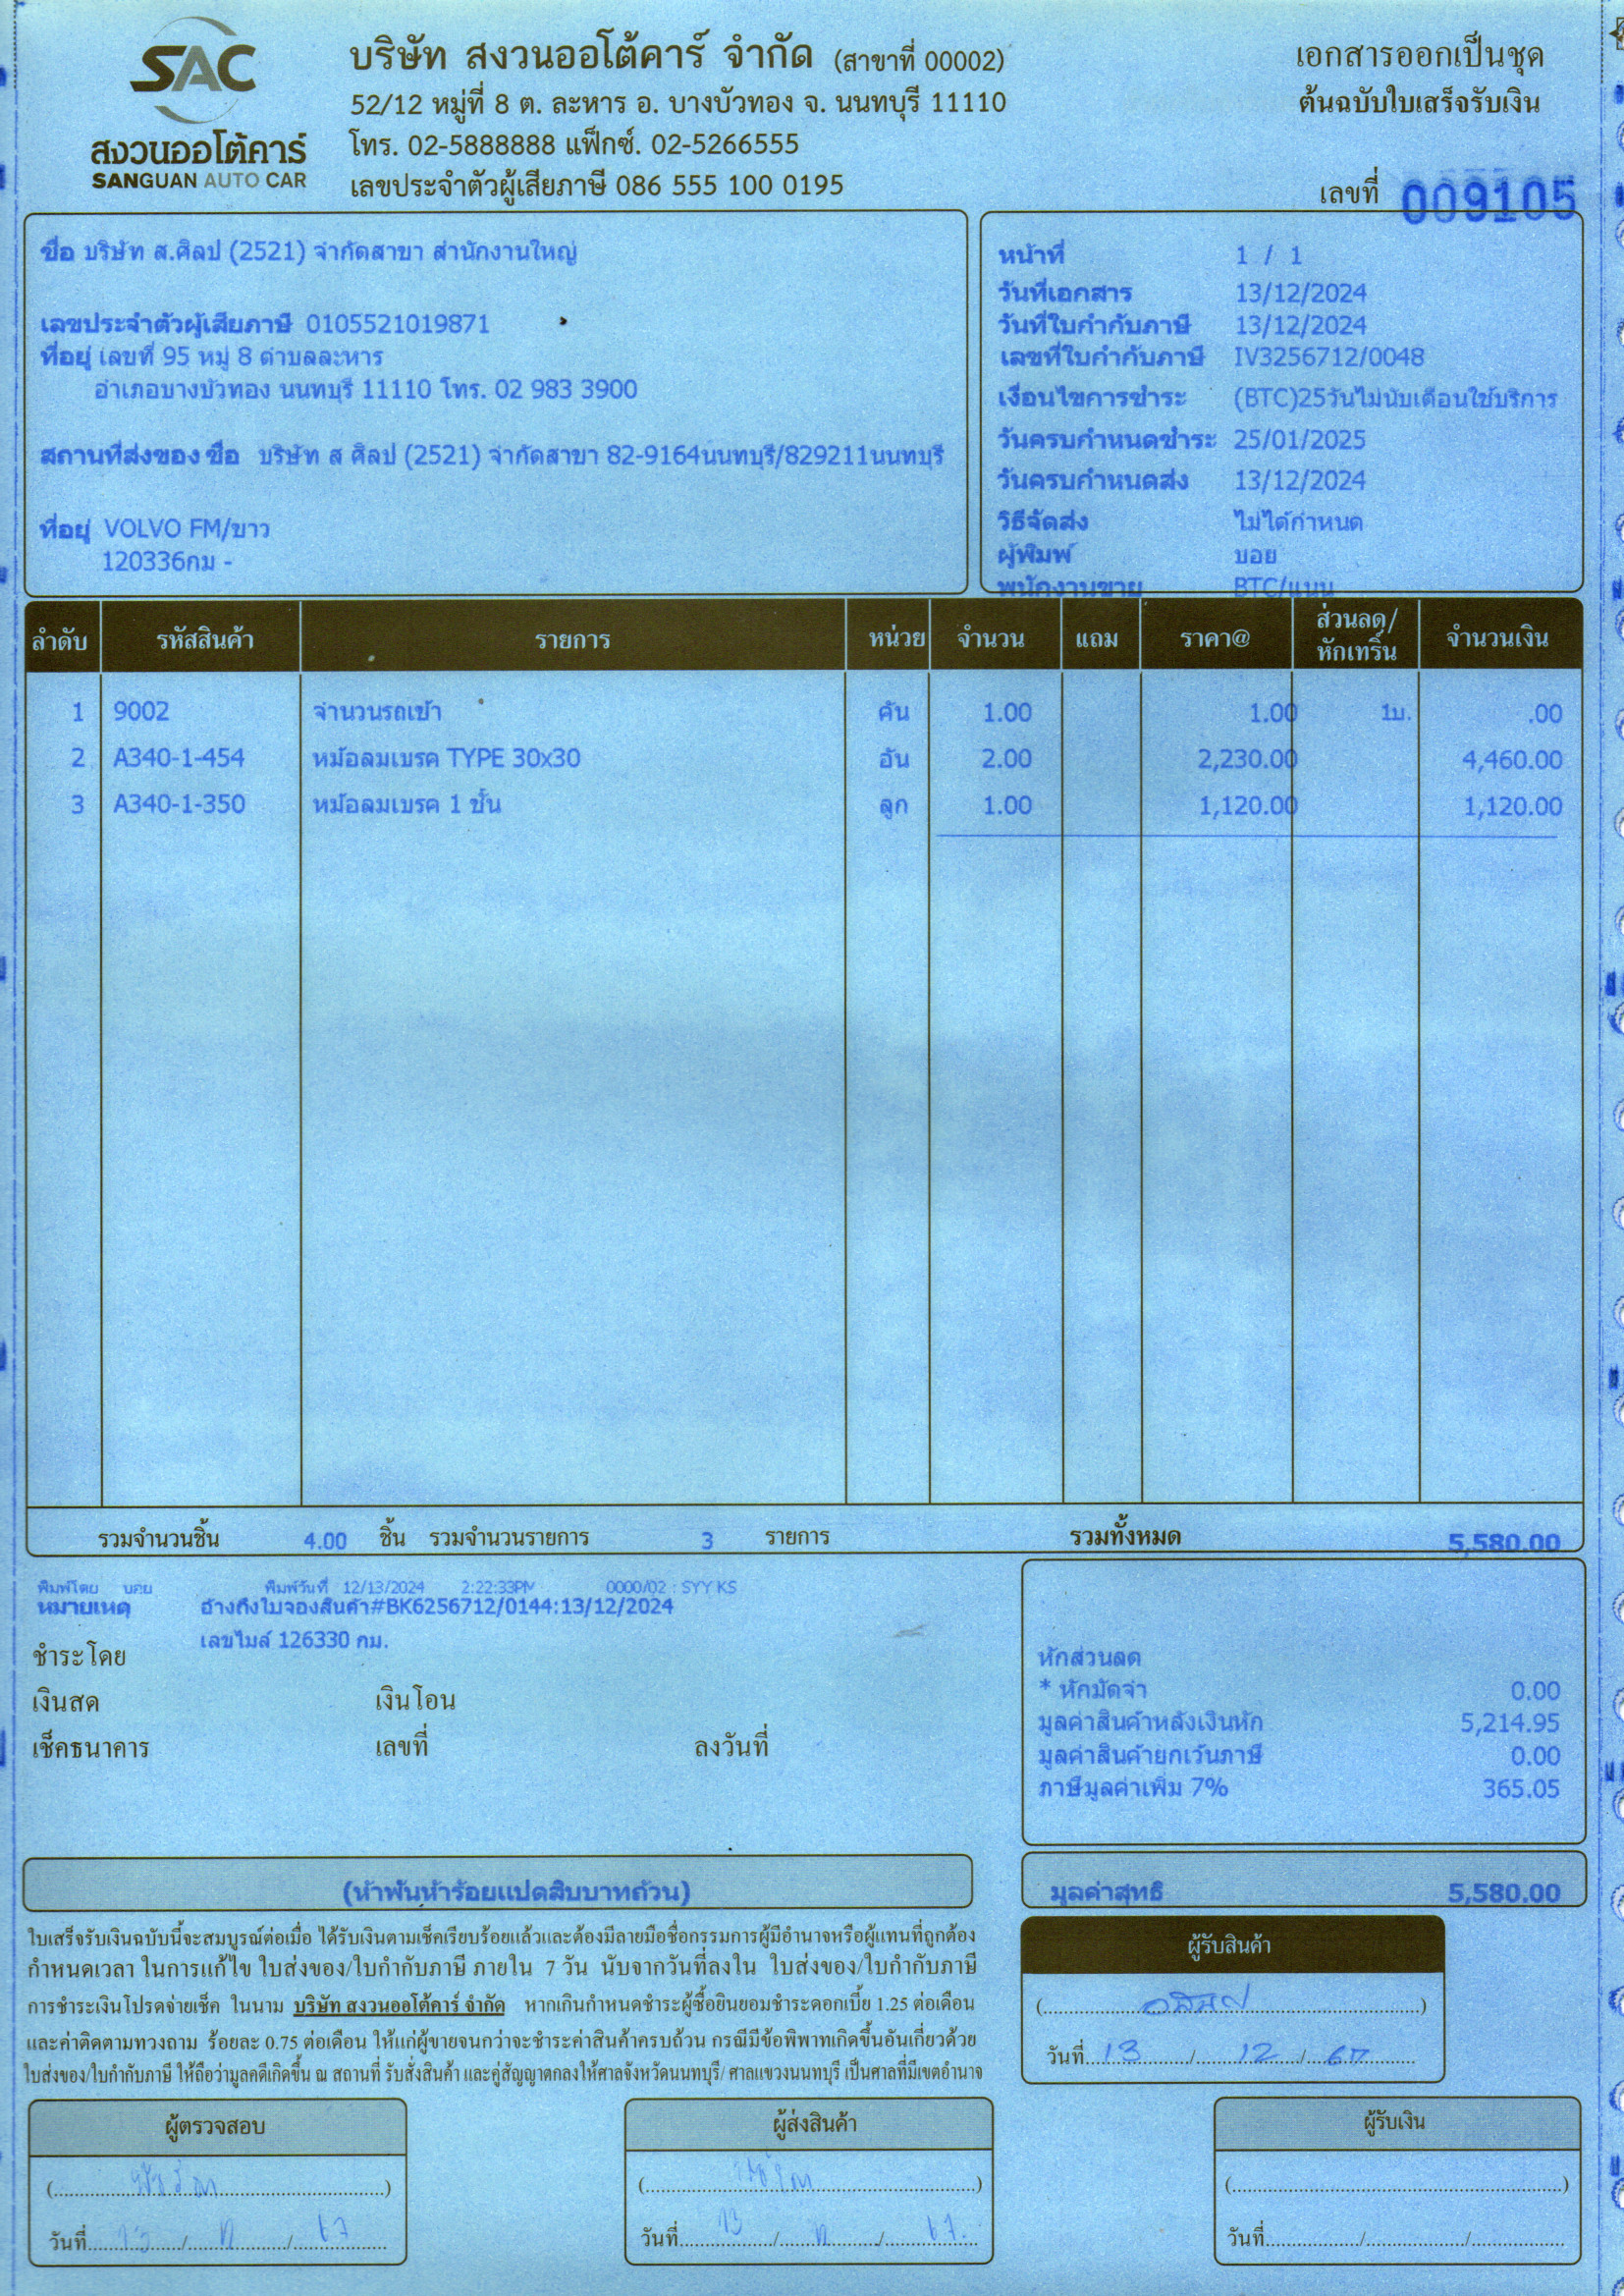 SAC
สงวนออโต้คาร์
SANGUAN AUTO CAR
บริษัท สงวนออโต้คาร์ จำกัด (สาขาที่ 00002)
52/12 หมู่ที่ 8 ต. ละหาร อ. บางบัวทอง จ. นนทบุรี 11110
โทร. 02-5888888 แฟ็กซ์. 02-5266555
เลขประจำตัวผู้เสียภาษี 086 555 100 0195
เอกสารออกเป็นชุด
ต้นฉบับใบเสร็จรับเงิน
เลขที่ 009105
ชื่อ บริษัท ส.ศิลป (2521) จำกัดสาขา สำนักงานใหญ่
เลขประจำตัวผู้เสียภาษี 0105521019871
ที่อยู่ เลขที่ 95 หมู่ 8 ตำบลละหาร
อำเภอบางบัวทอง นนทบุรี 11110 โทร. 02 983 3900
สถานที่ส่งของ ชื่อ บริษัท ส ศิลป (2521) จำกัดสาขา 82-9164นนทบุรี/829211นนทบุรี
ที่อยู่ VOLVO FM/ขาว
120336กม -
หน้าที่ 1 / 1
วันที่เอกสาร 13/12/2024
วันที่ใบกำกับภาษี 13/12/2024
เลขที่ใบกำกับภาษี IV3256712/0048
เงื่อนไขการชำระ (BTC)25วันไม่นับเดือนใช้บริการ
วันครบกำหนดชำระ 25/01/2025
วันครบกำหนดส่ง 13/12/2024
วิธีจัดส่ง ไม่ได้กำหนด
ผู้พิมพ์ บอย
พนักงานขาย BTC/แนน
ลำดับ รหัสสินค้า รายการ หน่วย จำนวน แถม ราคา@ ส่วนลด/หักเทริ์น จำนวนเงิน
1 9002 จำนวนรถเข้า คัน 1.00 1.00 1บ. .00
2 A340-1-454 หม้อลมเบรค TYPE 30x30 อัน 2.00 2,230.00 4,460.00
3 A340-1-350 หม้อลมเบรค 1 ชั้น ลูก 1.00 1,120.00 1,120.00
รวมจำนวนชิ้น 4.00 ชิ้น รวมจำนวนรายการ 3 รายการ รวมทั้งหมด 5,580.00
พิมพ์โดย บอย พิมพ์วันที่ 12/13/2024 2:22:33PM 0000/02 : SYY KS
หมายเหตุ อ้างถึงใบจองสินค้า#BK6256712/0144:13/12/2024
เลขไมล์ 126330 กม.
ชำระโดย
เงินสด เงินโอน
เช็คธนาคาร เลขที่ ลงวันที่
หักส่วนลด
* หักมัดจำ 0.00
มูลค่าสินค้าหลังเงินหัก 5,214.95
มูลค่าสินค้ายกเว้นภาษี 0.00
ภาษีมูลค่าเพิ่ม 7% 365.05
(ห้าพันห้าร้อยแปดสิบบาทถ้วน)
มูลค่าสุทธิ 5,580.00
ใบเสร็จรับเงินฉบับนี้จะสมบูรณ์ต่อเมื่อ ได้รับเงินตามเช็คเรียบร้อยแล้วและต้องมีลายมือชื่อกรรมการผู้มีอำนาจหรือผู้แทนที่ถูกต้อง
กำหนดเวลา ในการแก้ไข ใบส่งของ/ใบกำกับภาษี ภายใน 7 วัน นับจากวันที่ลงใน ใบส่งของ/ใบกำกับภาษี
การชำระเงินโปรดจ่ายเช็ค ในนาม บริษัท สงวนออโต้คาร์ จำกัด หากเกินกำหนดชำระผู้ซื้อยินยอมชำระดอกเบี้ย 1.25 ต่อเดือน
และค่าติดตามทวงถาม ร้อยละ 0.75 ต่อเดือน ให้แก่ผู้ขายจนกว่าจะชำระค่าสินค้าครบถ้วน กรณีมีข้อพิพาทเกิดขึ้นอันเกี่ยวด้วย
ใบส่งของ/ใบกำกับภาษี ให้ถือว่ามูลคดีเกิดขึ้น ณ สถานที่ รับสั่งสินค้า และคู่สัญญาตกลงให้ศาลจังหวัดนนทบุรี/ ศาลแขวงนนทบุรี เป็นศาลที่มีเขตอำนาจ
ผู้รับสินค้า
วันที่ 13 / 12 / 67
ผู้ตรวจสอบ
วันที่ 13 / 12 / 67
ผู้ส่งสินค้า
วันที่ 13 / 12 / 67.
ผู้รับเงิน
วันที่ / /